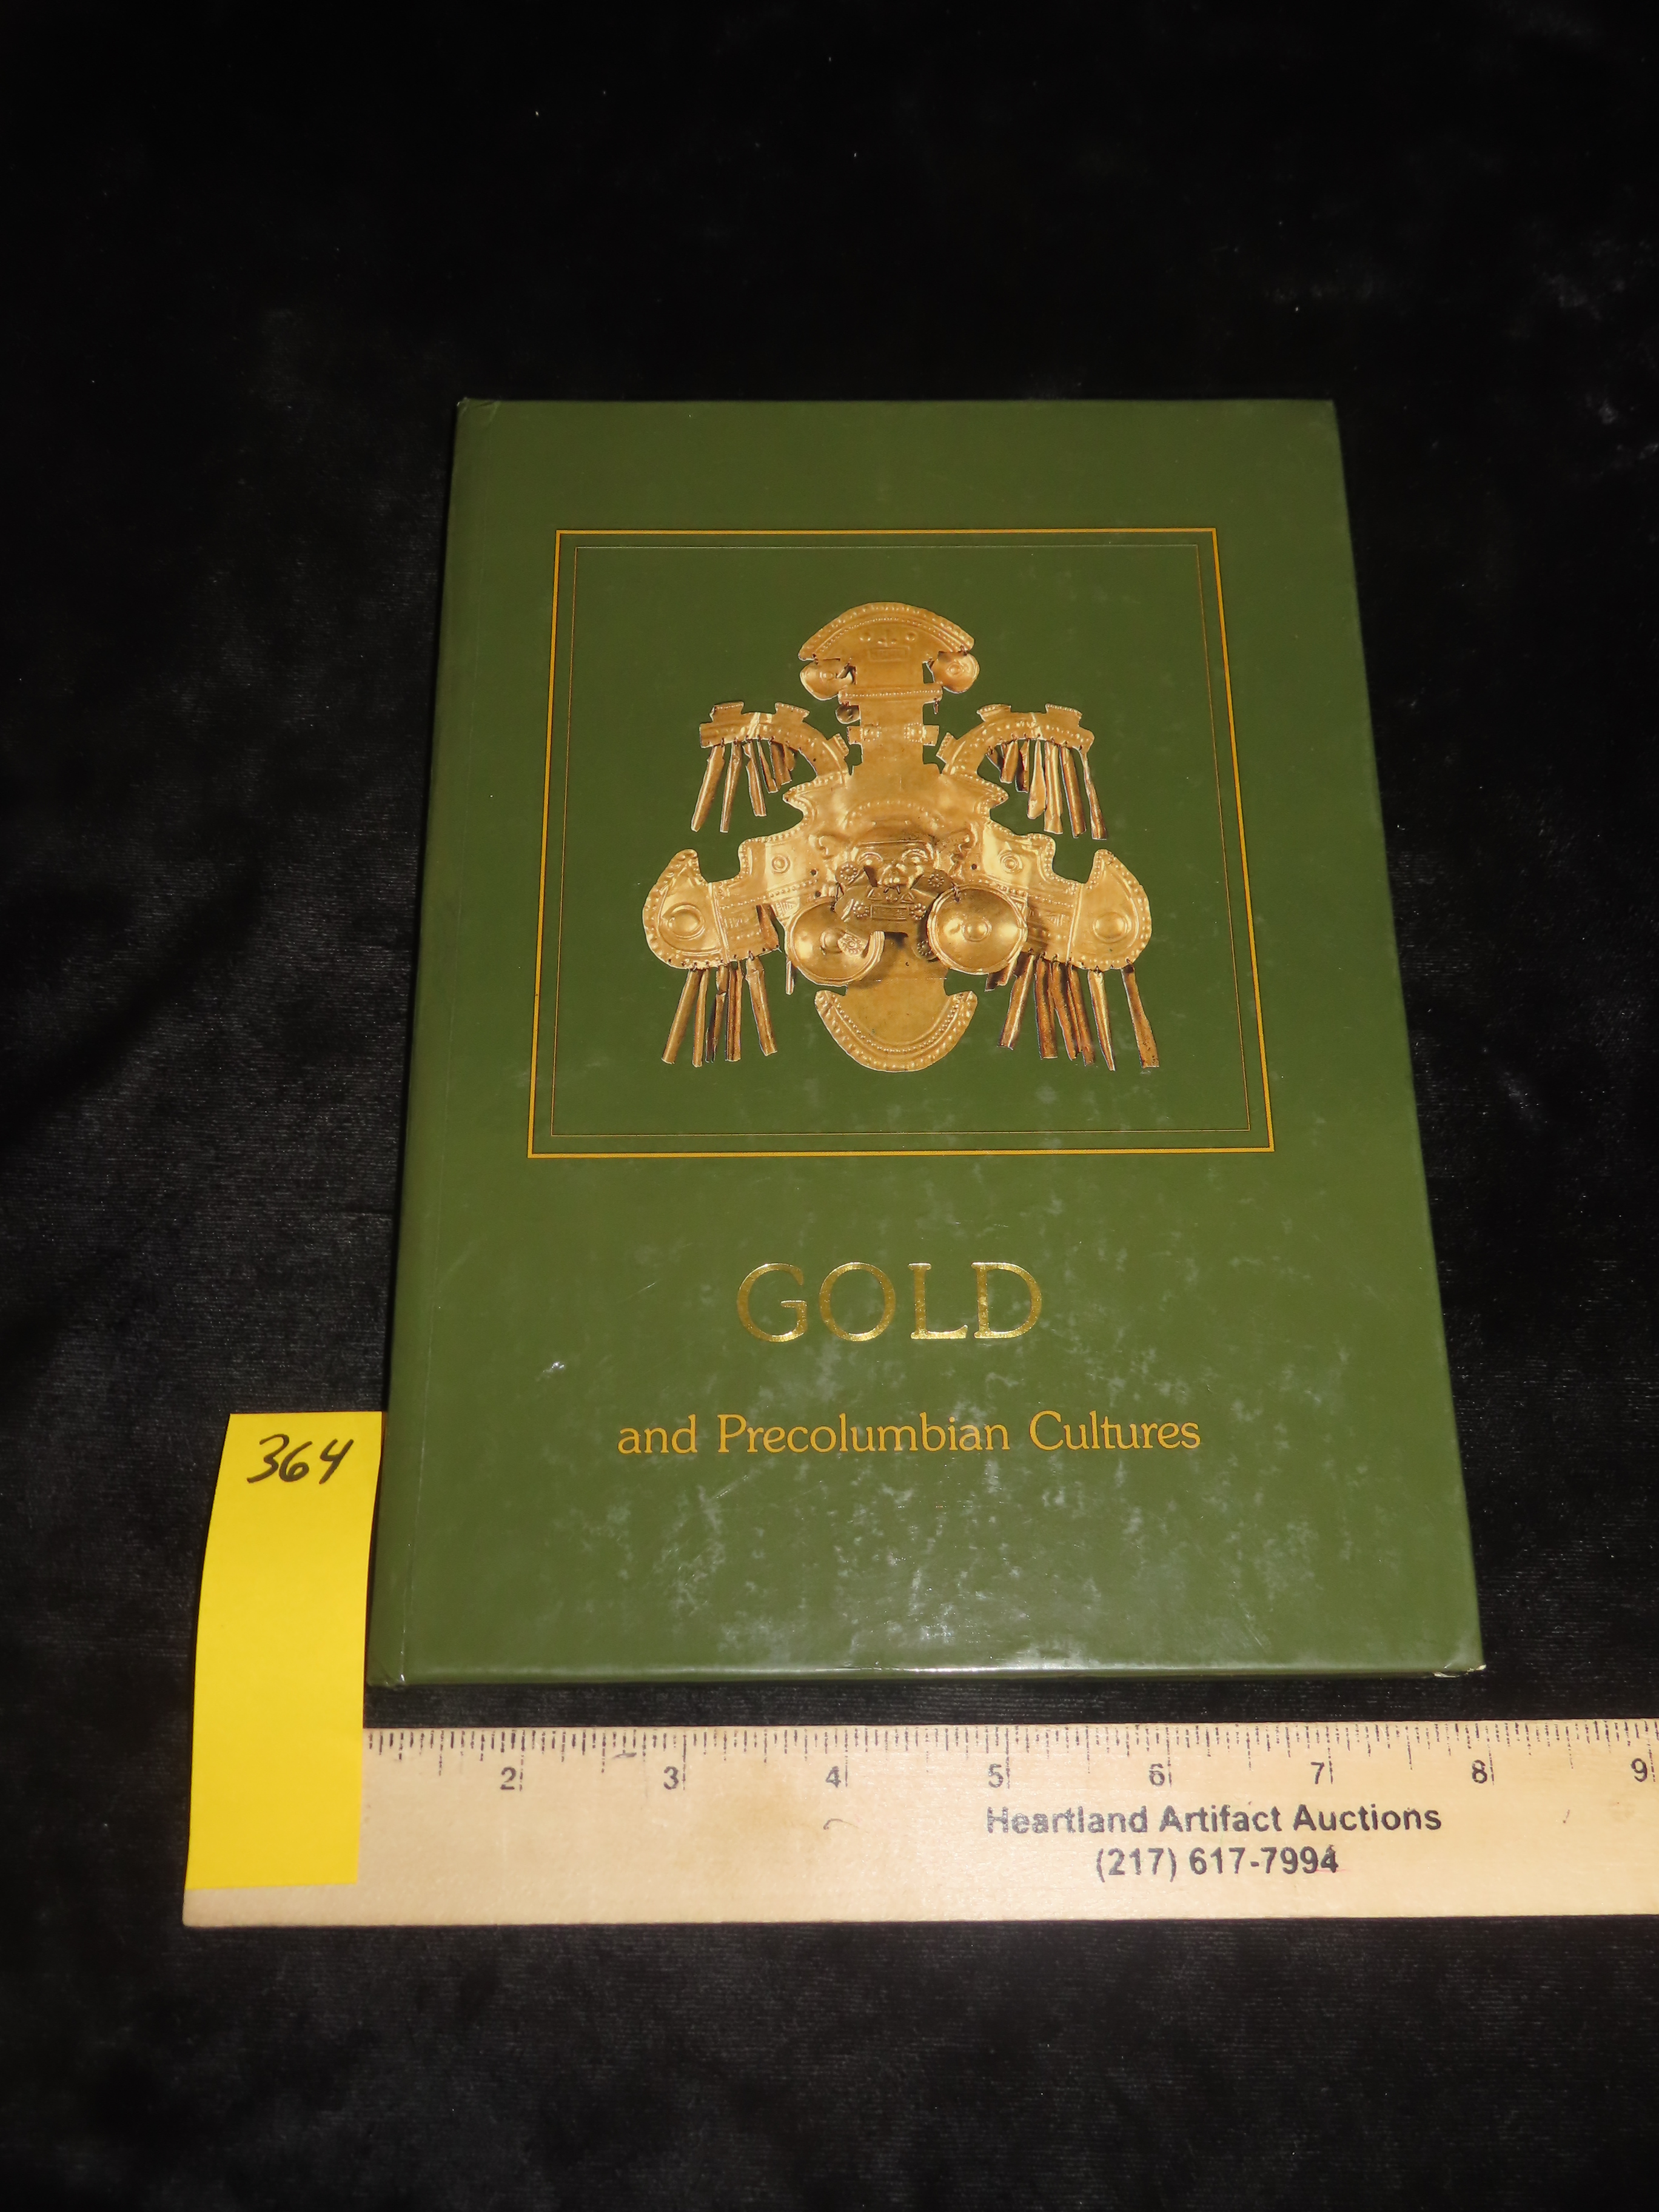 GOLD
and Precolumbian Cultures
364
2 3 4 5 6 7 8 9
Heartland Artifact Auctions
(217) 617-7994